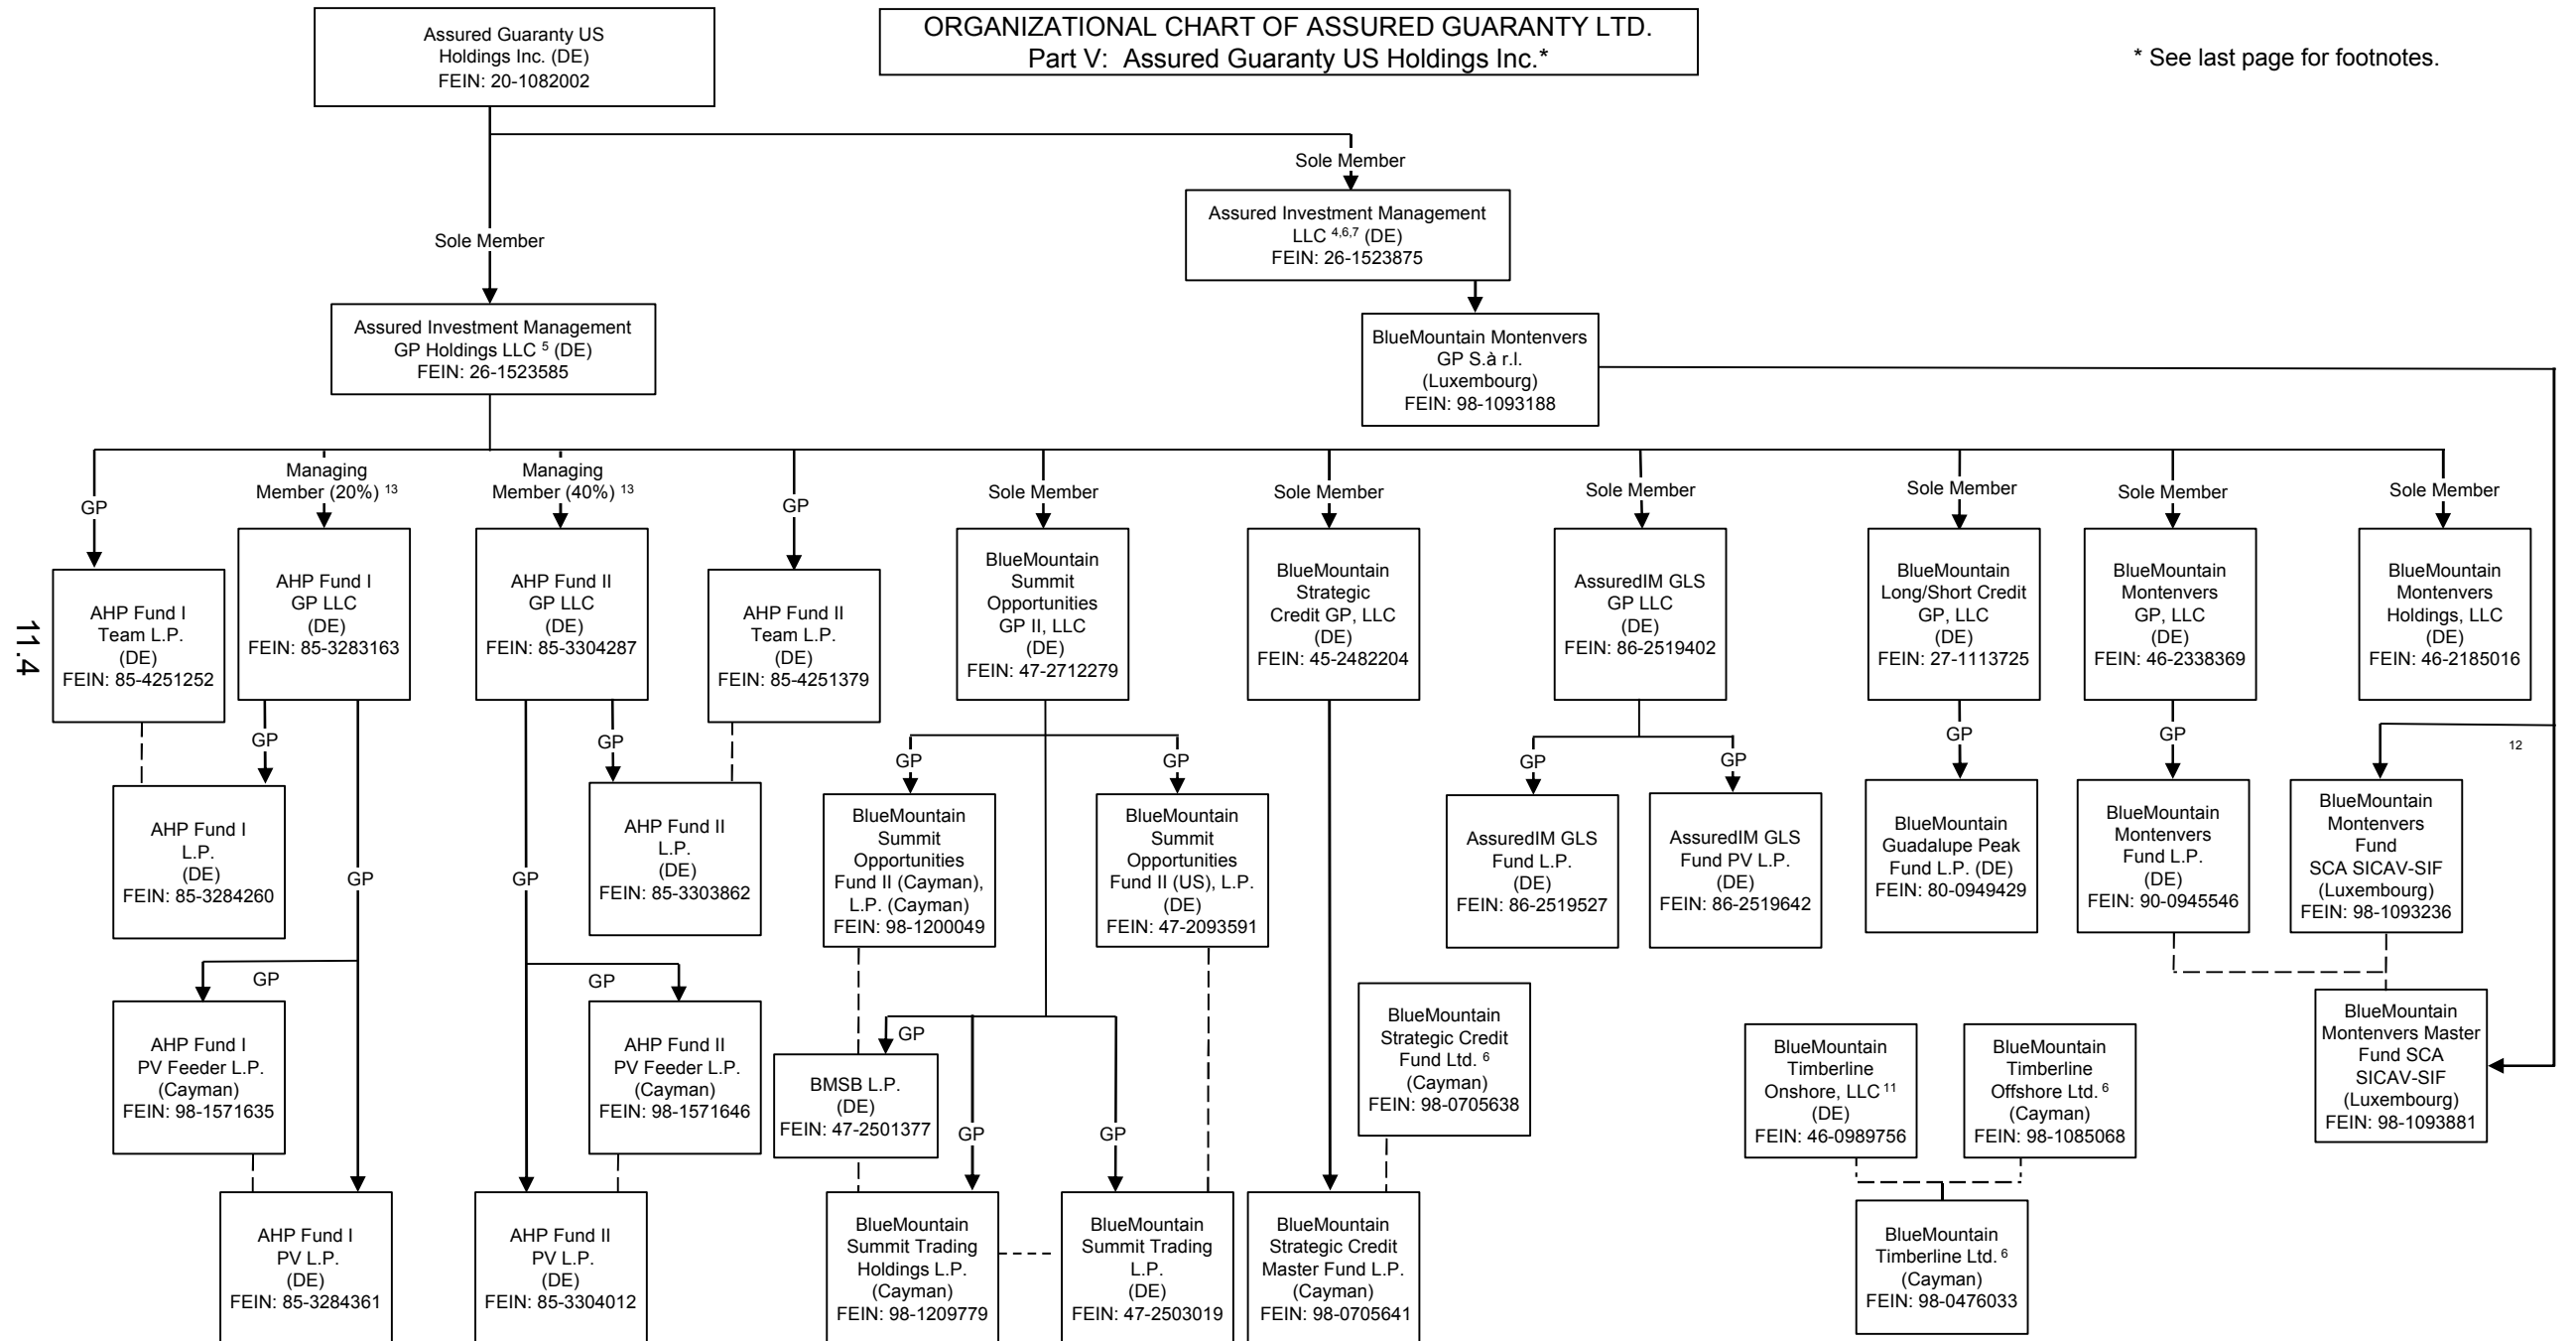 Assured Guaranty US
Holdings Inc. (DE)
FEIN: 20-1082002
ORGANIZATIONAL CHART OF ASSURED GUARANTY LTD.
Part V: Assured Guaranty US Holdings Inc.*
* See last page for footnotes.
Sole Member
Assured Investment Management
LLC 4,6,7 (DE)
FEIN: 26-1523875
Sole Member
Assured Investment Management
GP Holdings LLC 5 (DE)
FEIN: 26-1523585
BlueMountain Montenvers
GP S.à r.l.
(Luxembourg)
FEIN: 98-1093188
GP
Managing
Member (20%) 13
Managing
Member (40%) 13
GP
Sole Member
Sole Member
Sole Member
Sole Member
Sole Member
Sole Member
11.4
AHP Fund I
Team L.P.
(DE)
FEIN: 85-4251252
AHP Fund I
GP LLC
(DE)
FEIN: 85-3283163
AHP Fund II
GP LLC
(DE)
FEIN: 85-3304287
AHP Fund II
Team L.P.
(DE)
FEIN: 85-4251379
BlueMountain
Summit
Opportunities
GP II, LLC
(DE)
FEIN: 47-2712279
BlueMountain
Strategic
Credit GP, LLC
(DE)
FEIN: 45-2482204
AssuredIM GLS
GP LLC
(DE)
FEIN: 86-2519402
BlueMountain
Long/Short Credit
GP, LLC
(DE)
FEIN: 27-1113725
BlueMountain
Montenvers
GP, LLC
(DE)
FEIN: 46-2338369
BlueMountain
Montenvers
Holdings, LLC
(DE)
FEIN: 46-2185016
GP
GP
GP
GP
GP
GP
GP
GP
12
AHP Fund I
L.P.
(DE)
FEIN: 85-3284260
GP
GP
AHP Fund II
L.P.
(DE)
FEIN: 85-3303862
BlueMountain
Summit
Opportunities
Fund II (Cayman),
L.P. (Cayman)
FEIN: 98-1200049
BlueMountain
Summit
Opportunities
Fund II (US), L.P.
(DE)
FEIN: 47-2093591
AssuredIM GLS
Fund L.P.
(DE)
FEIN: 86-2519527
AssuredIM GLS
Fund PV L.P.
(DE)
FEIN: 86-2519642
BlueMountain
Guadalupe Peak
Fund L.P. (DE)
FEIN: 80-0949429
BlueMountain
Montenvers
Fund L.P.
(DE)
FEIN: 90-0945546
BlueMountain
Montenvers
Fund
SCA SICAV-SIF
(Luxembourg)
FEIN: 98-1093236
GP
GP
AHP Fund I
PV Feeder L.P.
(Cayman)
FEIN: 98-1571635
AHP Fund II
PV Feeder L.P.
(Cayman)
FEIN: 98-1571646
GP
BMSB L.P.
(DE)
FEIN: 47-2501377
GP
GP
BlueMountain
Strategic Credit
Fund Ltd. 6
(Cayman)
FEIN: 98-0705638
BlueMountain
Timberline
Onshore, LLC 11
(DE)
FEIN: 46-0989756
BlueMountain
Timberline
Offshore Ltd. 6
(Cayman)
FEIN: 98-1085068
BlueMountain
Montenvers Master
Fund SCA
SICAV-SIF
(Luxembourg)
FEIN: 98-1093881
AHP Fund I
PV L.P.
(DE)
FEIN: 85-3284361
AHP Fund II
PV L.P.
(DE)
FEIN: 85-3304012
BlueMountain
Summit Trading
Holdings L.P.
(Cayman)
FEIN: 98-1209779
BlueMountain
Summit Trading
L.P.
(DE)
FEIN: 47-2503019
BlueMountain
Strategic Credit
Master Fund L.P.
(Cayman)
FEIN: 98-0705641
BlueMountain
Timberline Ltd. 6
(Cayman)
FEIN: 98-0476033